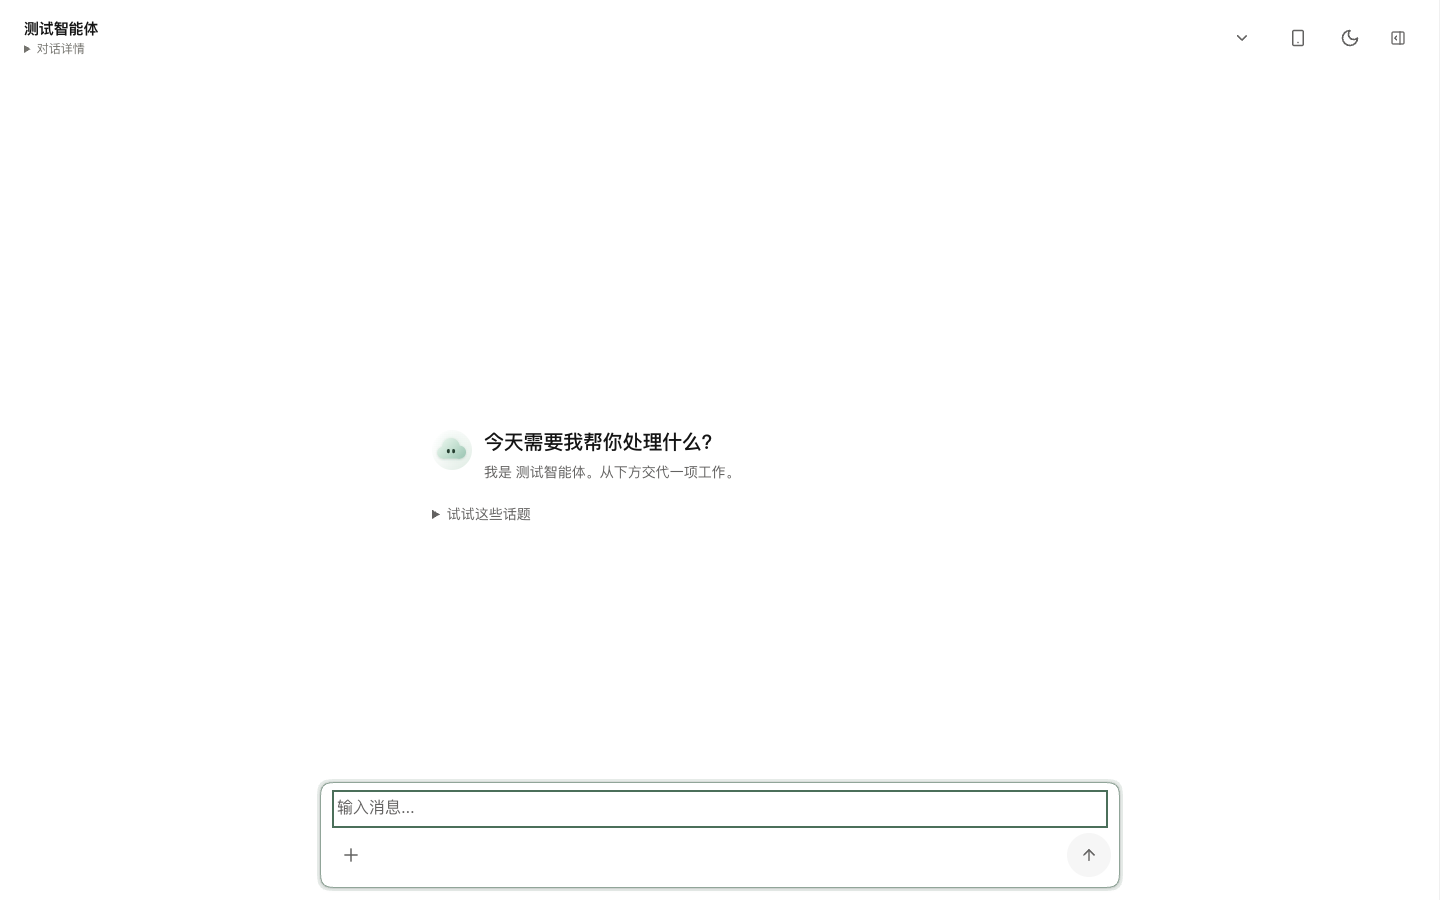 测试智能体
对话详情
今天需要我帮你处理什么?
我是 测试智能体。从下方交代一项工作。
试试这些话题
输入消息...